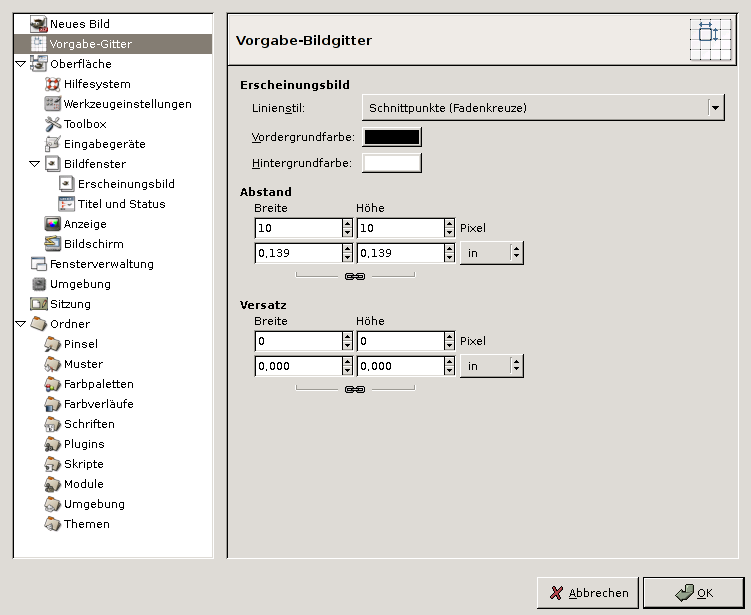 Neues Bild
Vorgabe-Gitter
Oberfläche
Hilfesystem
Werkzeugeinstellungen
Toolbox
Eingabegeräte
Bildfenster
Erscheinungsbild
Titel und Status
Anzeige
Bildschirm
Fensterverwaltung
Umgebung
Sitzung
Ordner
Pinsel
Muster
Farbpaletten
Farbverläufe
Schriften
Plugins
Skripte
Module
Umgebung
Themen
Vorgabe-Bildgitter
Erscheinungsbild
Linienstil: Schnittpunkte (Fadenkreuze)
Vordergrundfarbe:
Hintergrundfarbe:
Abstand
Breite Höhe
10 10 Pixel
0,139 0,139 in
Versatz
Breite Höhe
0 0 Pixel
0,000 0,000 in
Abbrechen OK